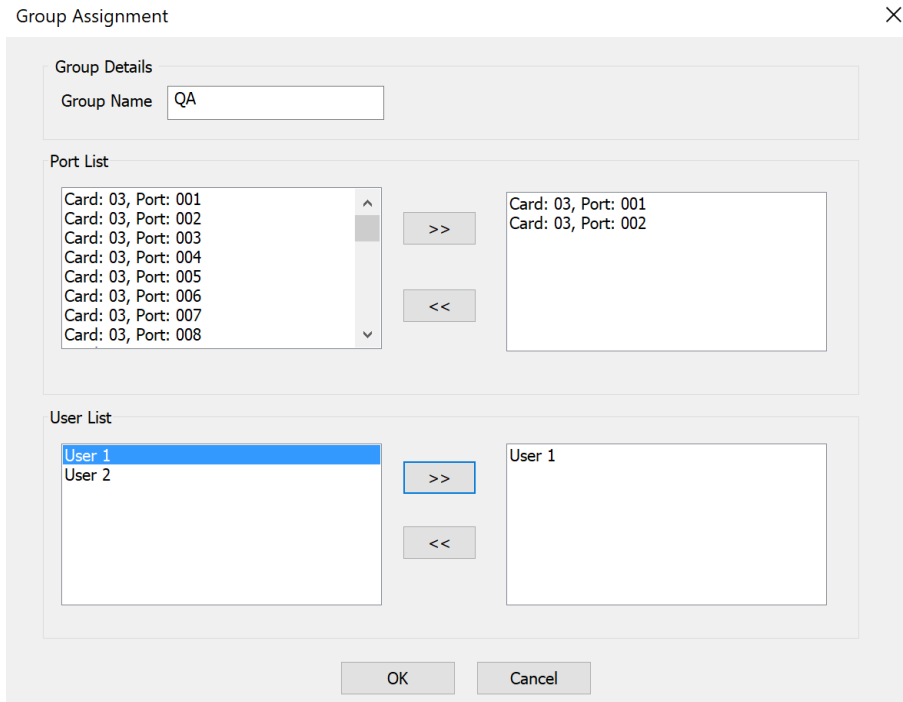 Group Assignment
Group Details
Group Name QA
Port List
Card: 03, Port: 001
Card: 03, Port: 002
Card: 03, Port: 003
Card: 03, Port: 004
Card: 03, Port: 005
Card: 03, Port: 006
Card: 03, Port: 007
Card: 03, Port: 008
>>
<<
Card: 03, Port: 001
Card: 03, Port: 002
User List
User 1
User 2
>>
<<
User 1
OK Cancel